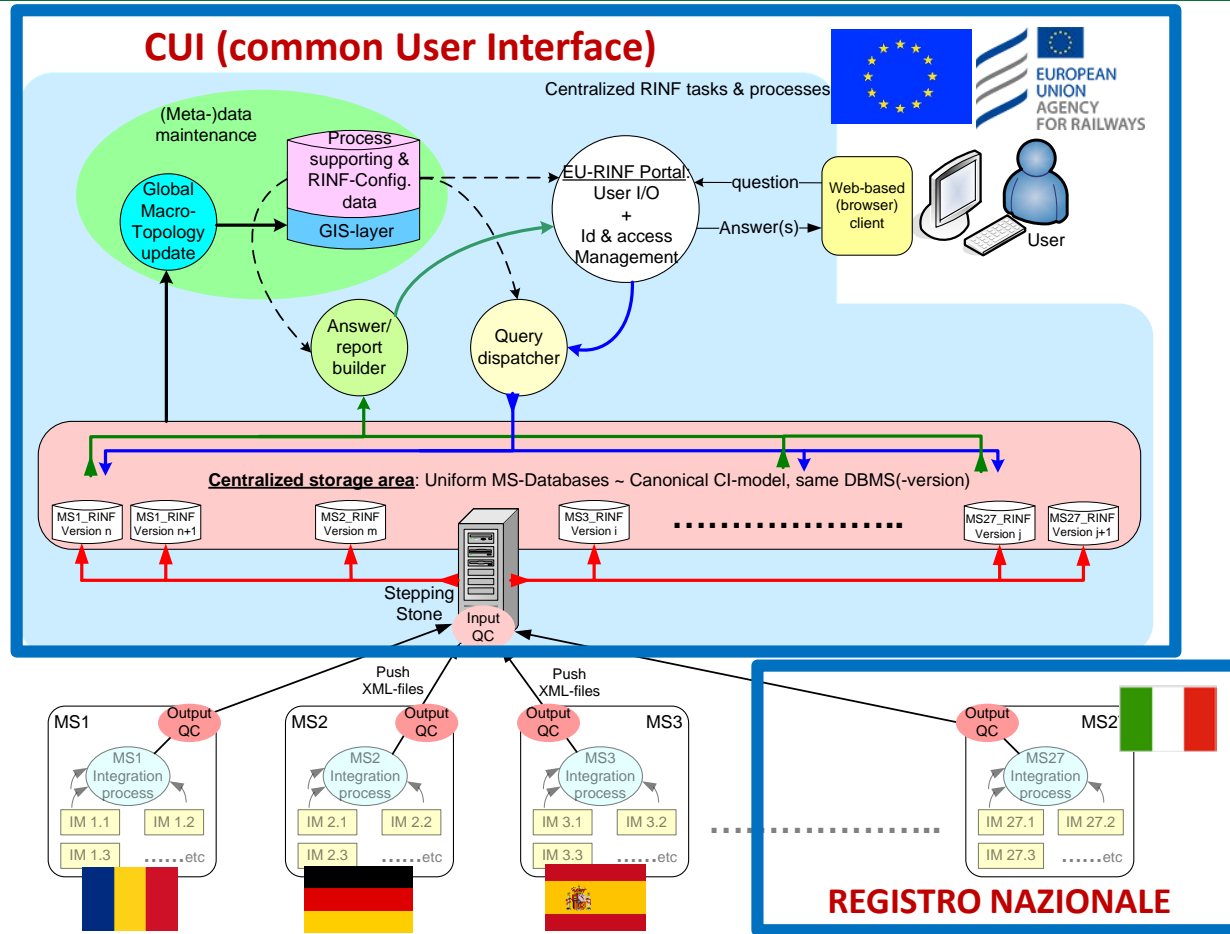 CUI (common User Interface)
Centralized RINF tasks & processes
EUROPEAN
UNION
AGENCY
FOR RAILWAYS
(Meta-)data
maintenance
Process
supporting &
RINF-Config.
data
GIS-layer
Global
Macro-
Topology
update
EU-RINF Portal:
User I/O
+
Id & access
Management
question
Answer(s)
Web-based
(browser)
client
User
Answer/
report
builder
Query
dispatcher
Centralized storage area: Uniform MS-Databases ~ Canonical CI-model, same DBMS(-version)
MS1_RINF
Version n
MS1_RINF
Version n+1
MS2_RINF
Version m
MS3_RINF
Version i
MS27_RINF
Version j
MS27_RINF
Version j+1
Stepping
Stone
Input
QC
Push
XML-files
Push
XML-files
MS1
Output
QC
MS1
Integration
process
IM 1.1
IM 1.2
IM 1.3
......etc
MS2
Output
QC
MS2
Integration
process
IM 2.1
IM 2.2
IM 2.3
......etc
MS3
Output
QC
MS3
Integration
process
IM 3.1
IM 3.2
IM 3.3
......etc
MS2
Output
QC
MS27
Integration
process
IM 27.1
IM 27.2
IM 27.3
......etc
REGISTRO NAZIONALE